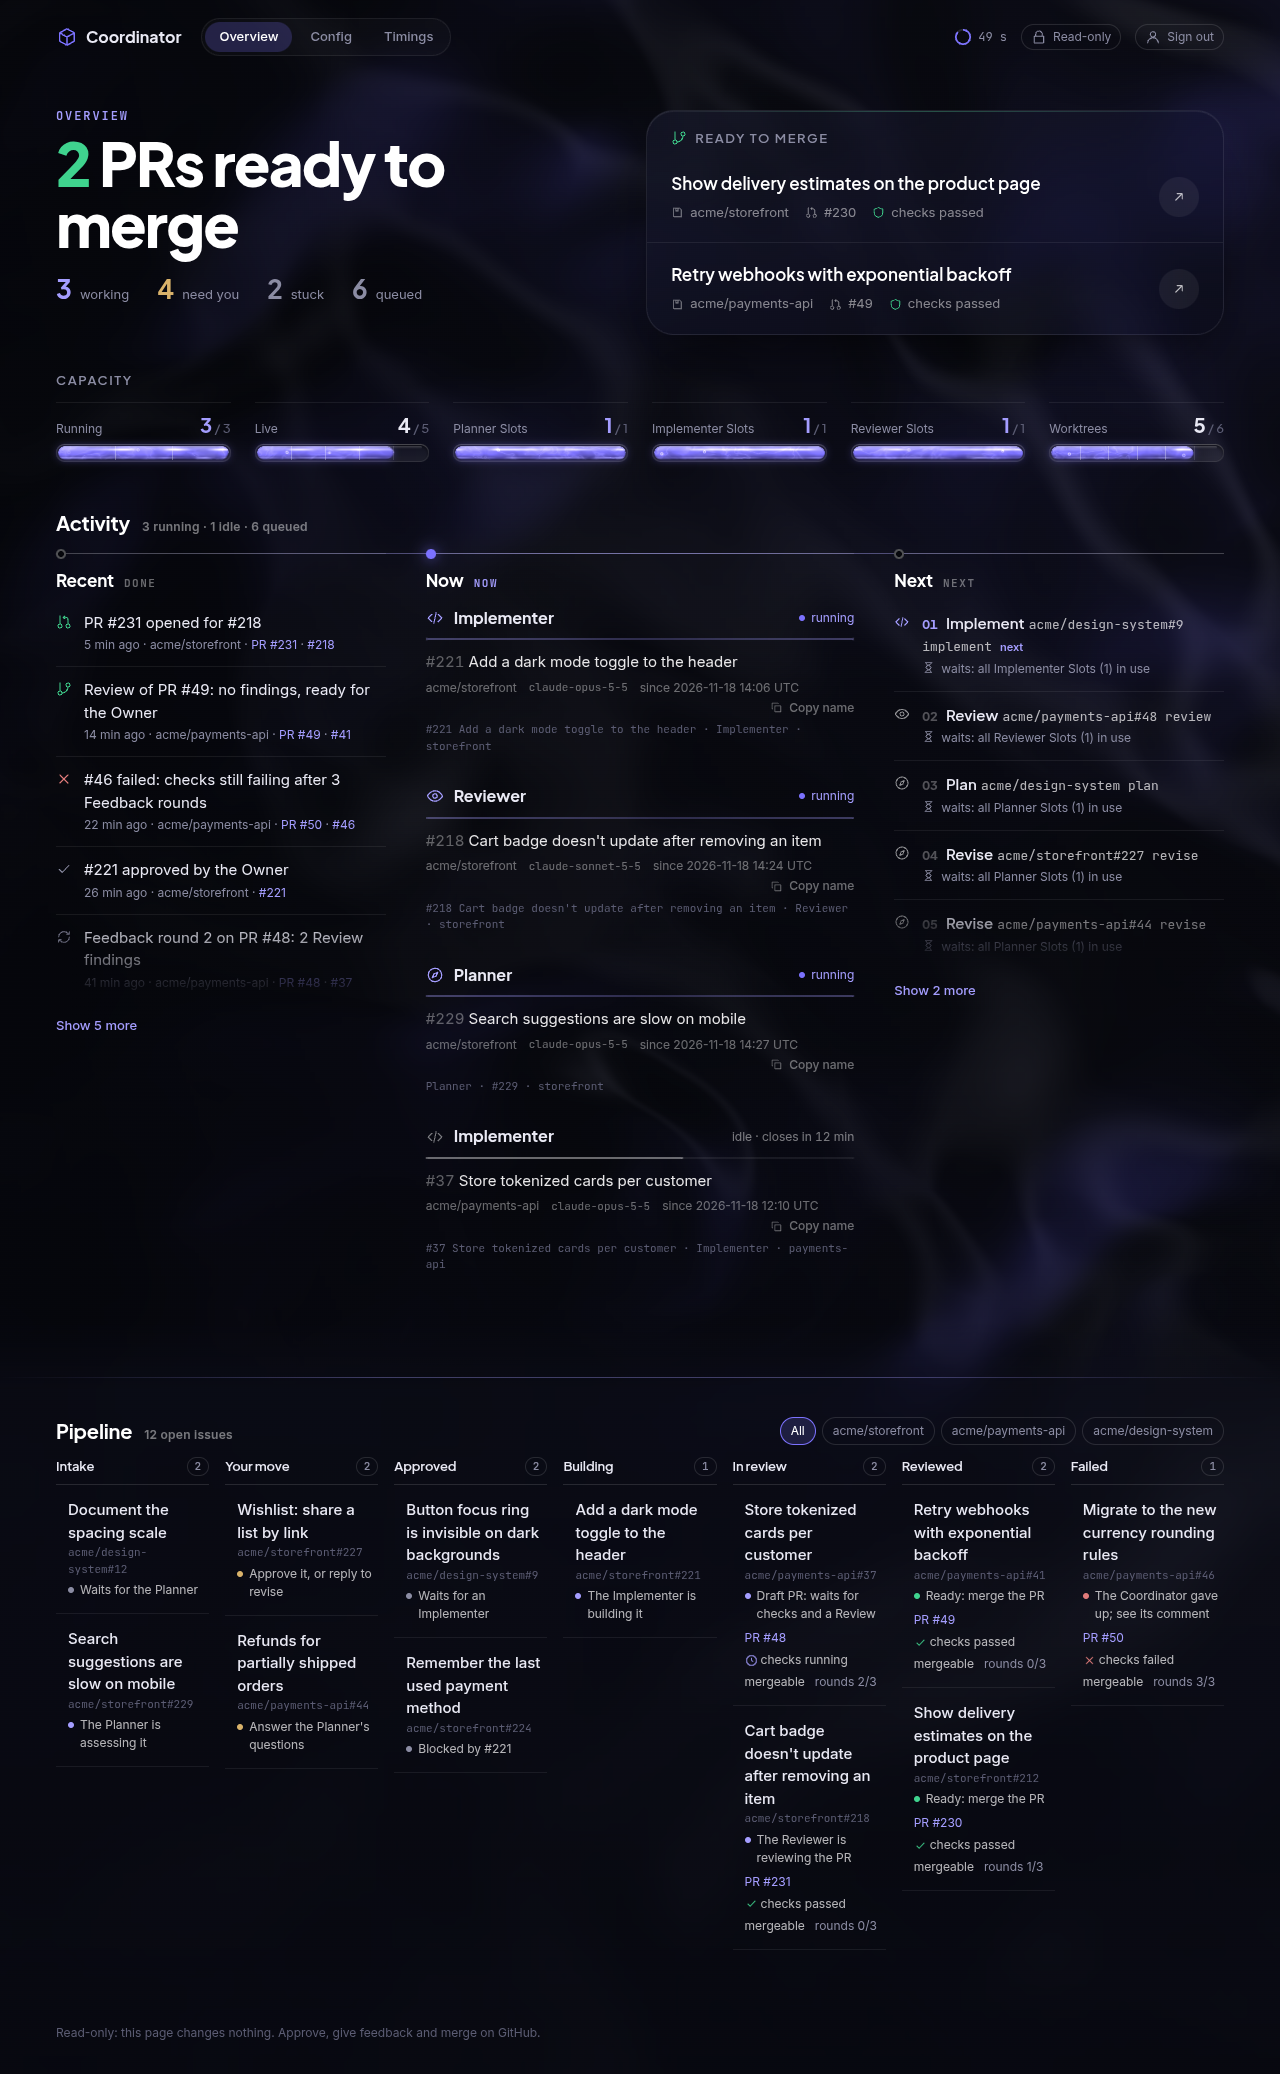 Coordinator
Overview
Config
Timings
49 s
Read-only
Sign out
OVERVIEW
2 PRs ready to
merge
3 working
4 need you
2 stuck
6 queued
READY TO MERGE
Show delivery estimates on the product page
acme/storefront #230 checks passed
Retry webhooks with exponential backoff
acme/payments-api #49 checks passed
CAPACITY
Running 3 / 3
Live 4 / 5
Planner Slots 1 / 1
Implementer Slots 1 / 1
Reviewer Slots 1 / 1
Worktrees 5 / 6
Activity 3 running · 1 idle · 6 queued
Recent DONE
PR #231 opened for #218
5 min ago · acme/storefront · PR #231 · #218
Review of PR #49: no findings, ready for
the Owner
14 min ago · acme/payments-api · PR #49 · #41
#46 failed: checks still failing after 3
Feedback rounds
22 min ago · acme/payments-api · PR #50 · #46
#221 approved by the Owner
26 min ago · acme/storefront · #221
Feedback round 2 on PR #48: 2 Review
findings
41 min ago · acme/payments-api · PR #48 · #37
Show 5 more
Now NOW
Implementer running
#221 Add a dark mode toggle to the header
acme/storefront claude-opus-5-5 since 2026-11-18 14:06 UTC
Copy name
#221 Add a dark mode toggle to the header · Implementer ·
storefront
Reviewer running
#218 Cart badge doesn't update after removing an item
acme/storefront claude-sonnet-5-5 since 2026-11-18 14:24 UTC
Copy name
#218 Cart badge doesn't update after removing an item · Reviewer
· storefront
Planner running
#229 Search suggestions are slow on mobile
acme/storefront claude-opus-5-5 since 2026-11-18 14:27 UTC
Copy name
Planner · #229 · storefront
Implementer idle · closes in 12 min
#37 Store tokenized cards per customer
acme/payments-api claude-opus-5-5 since 2026-11-18 12:10 UTC
Copy name
#37 Store tokenized cards per customer · Implementer · payments-
api
Next NEXT
01 Implement acme/design-system#9
implement next
waits: all Implementer Slots (1) in use
02 Review acme/payments-api#48 review
waits: all Reviewer Slots (1) in use
03 Plan acme/design-system plan
waits: all Planner Slots (1) in use
04 Revise acme/storefront#227 revise
waits: all Planner Slots (1) in use
05 Revise acme/payments-api#44 revise
waits: all Planner Slots (1) in use
Show 2 more
Pipeline 12 open issues
All
acme/storefront
acme/payments-api
acme/design-system
Intake 2
Document the
spacing scale
acme/design-
system#12
Waits for the Planner
Search
suggestions are
slow on mobile
acme/storefront#229
The Planner is
assessing it
Your move 2
Wishlist: share a
list by link
acme/storefront#227
Approve it, or reply to
revise
Refunds for
partially shipped
orders
acme/payments-api#44
Answer the Planner's
questions
Approved 2
Button focus ring
is invisible on dark
backgrounds
acme/design-system#9
Waits for an
Implementer
Remember the last
used payment
method
acme/storefront#224
Blocked by #221
Building 1
Add a dark mode
toggle to the
header
acme/storefront#221
The Implementer is
building it
In review 2
Store tokenized
cards per
customer
acme/payments-api#37
Draft PR: waits for
checks and a Review
PR #48
checks running
mergeable rounds 2/3
Cart badge
doesn't update
after removing an
item
acme/storefront#218
The Reviewer is
reviewing the PR
PR #231
checks passed
mergeable rounds 0/3
Reviewed 2
Retry webhooks
with exponential
backoff
acme/payments-api#41
Ready: merge the PR
PR #49
checks passed
mergeable rounds 0/3
Show delivery
estimates on the
product page
acme/storefront#212
Ready: merge the PR
PR #230
checks passed
mergeable rounds 1/3
Failed 1
Migrate to the new
currency rounding
rules
acme/payments-api#46
The Coordinator gave
up; see its comment
PR #50
checks failed
mergeable rounds 3/3
Read-only: this page changes nothing. Approve, give feedback and merge on GitHub.